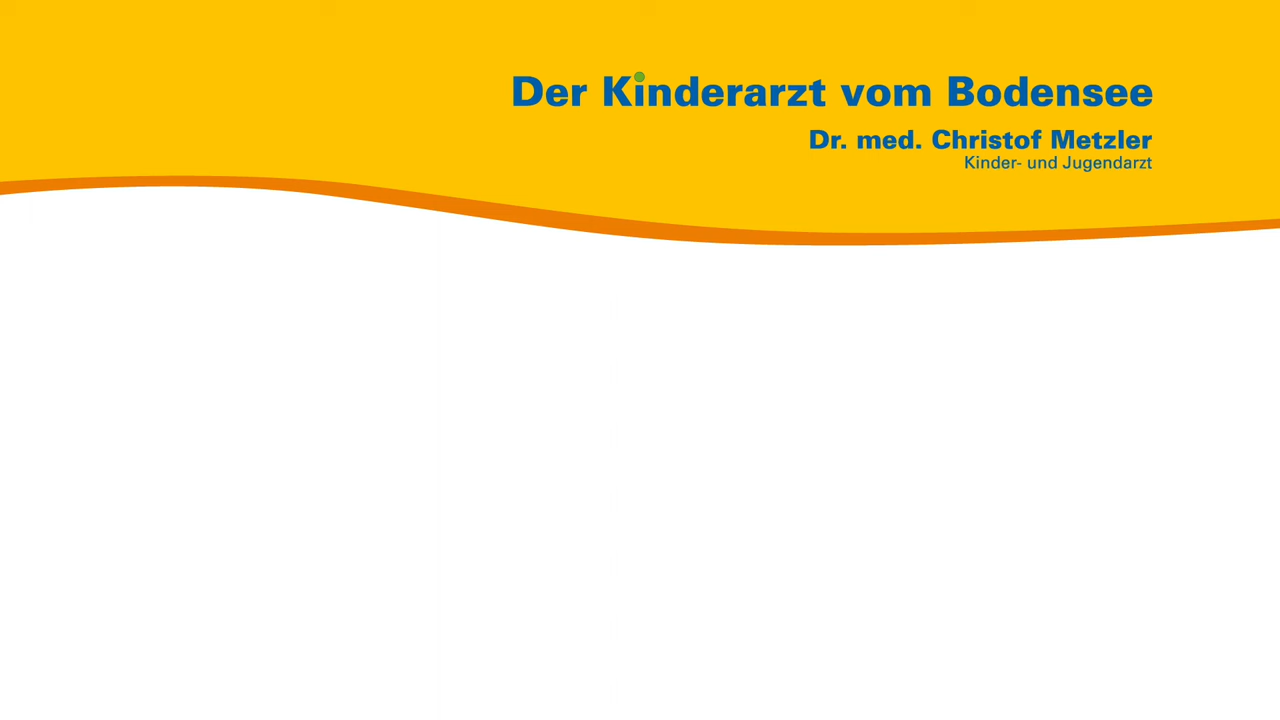 Der Kinderarzt vom Bodensee
Dr. med. Christof Metzler
Kinder- und Jugendarzt